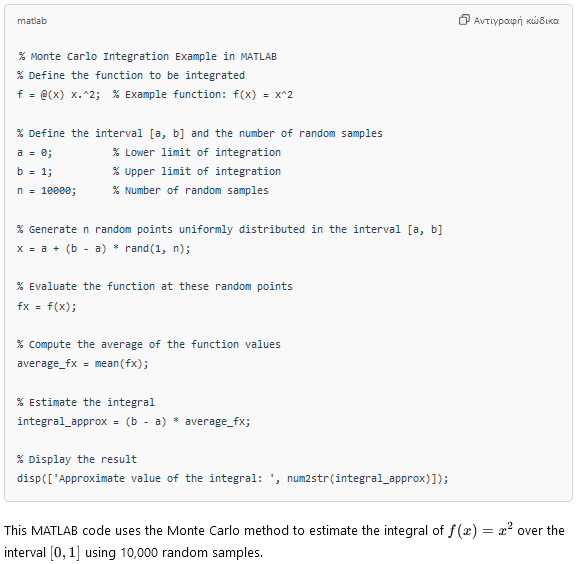 matlab
Αντιγραφή κώδικα
% Monte Carlo Integration Example in MATLAB
% Define the function to be integrated
f = @(x) x.^2;  % Example function: f(x) = x^2
% Define the interval [a, b] and the number of random samples
a = 0;         % Lower limit of integration
b = 1;         % Upper limit of integration
n = 10000;     % Number of random samples
% Generate n random points uniformly distributed in the interval [a, b]
x = a + (b - a) * rand(1, n);
% Evaluate the function at these random points
fx = f(x);
% Compute the average of the function values
average_fx = mean(fx);
% Estimate the integral
integral_approx = (b - a) * average_fx;
% Display the result
disp(['Approximate value of the integral: ', num2str(integral_approx)]);
This MATLAB code uses the Monte Carlo method to estimate the integral of f(x) = x² over the
interval [0, 1] using 10,000 random samples.